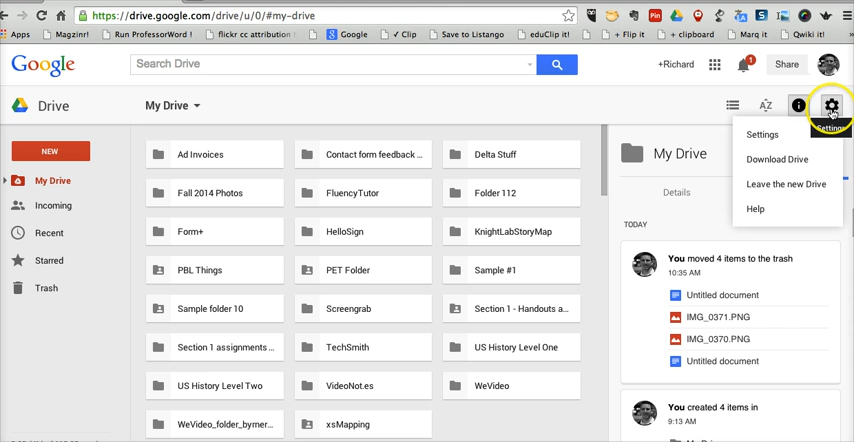 https://drive.google.com/drive/u/0/#my-drive
Apps Magzinr! Run ProfessorWord ! flickr cc attribution Google ✓ Clip Save to Listango eduClip it! + Flip it + clipboard Marq it Qwiki it!
Google Search Drive +Richard 1 Share
Drive My Drive
Settings
NEW
My Drive
Incoming
Recent
Starred
Trash
Ad Invoices Contact form feedback ... Delta Stuff
Fall 2014 Photos FluencyTutor Folder 112
Form+ HelloSign KnightLabStoryMap
PBL Things PET Folder Sample #1
Sample folder 10 Screengrab Section 1 - Handouts a...
Section 1 assignments ... TechSmith US History Level One
US History Level Two VideoNot.es WeVideo
WeVideo_folder_byrner... xsMapping
Settings
Download Drive
Leave the new Drive
Help
My Drive
Details
TODAY
You moved 4 items to the trash
10:35 AM
Untitled document
IMG_0371.PNG
IMG_0370.PNG
Untitled document
You created 4 items in
9:13 AM